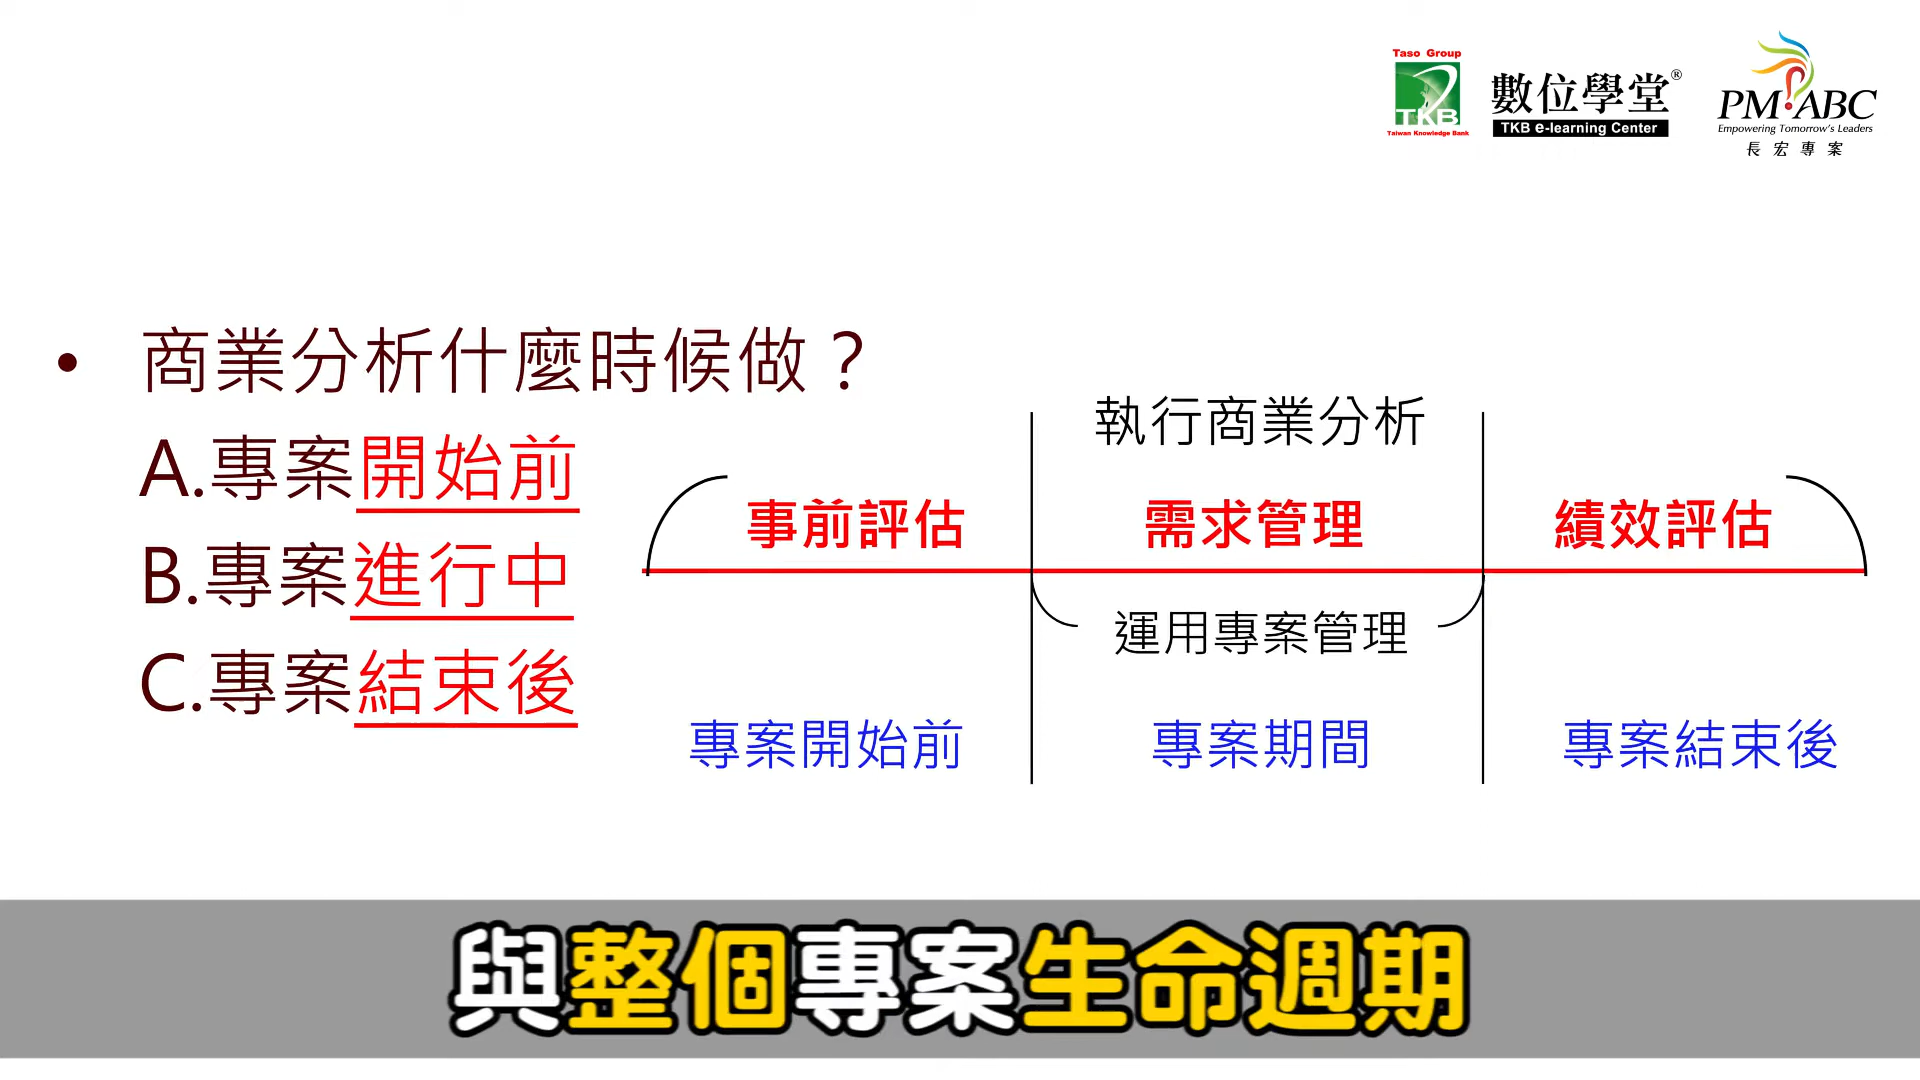 Taso Group
TKB
Taiwan Knowledge Bank
數位學堂®
TKB e-learning Center
PM ABC
Empowering Tomorrow's Leaders
長宏專案
• 商業分析什麼時候做？
A.專案開始前
B.專案進行中
C.專案結束後
執行商業分析
事前評估 需求管理 績效評估
運用專案管理
專案開始前 專案期間 專案結束後
與整個專案生命週期